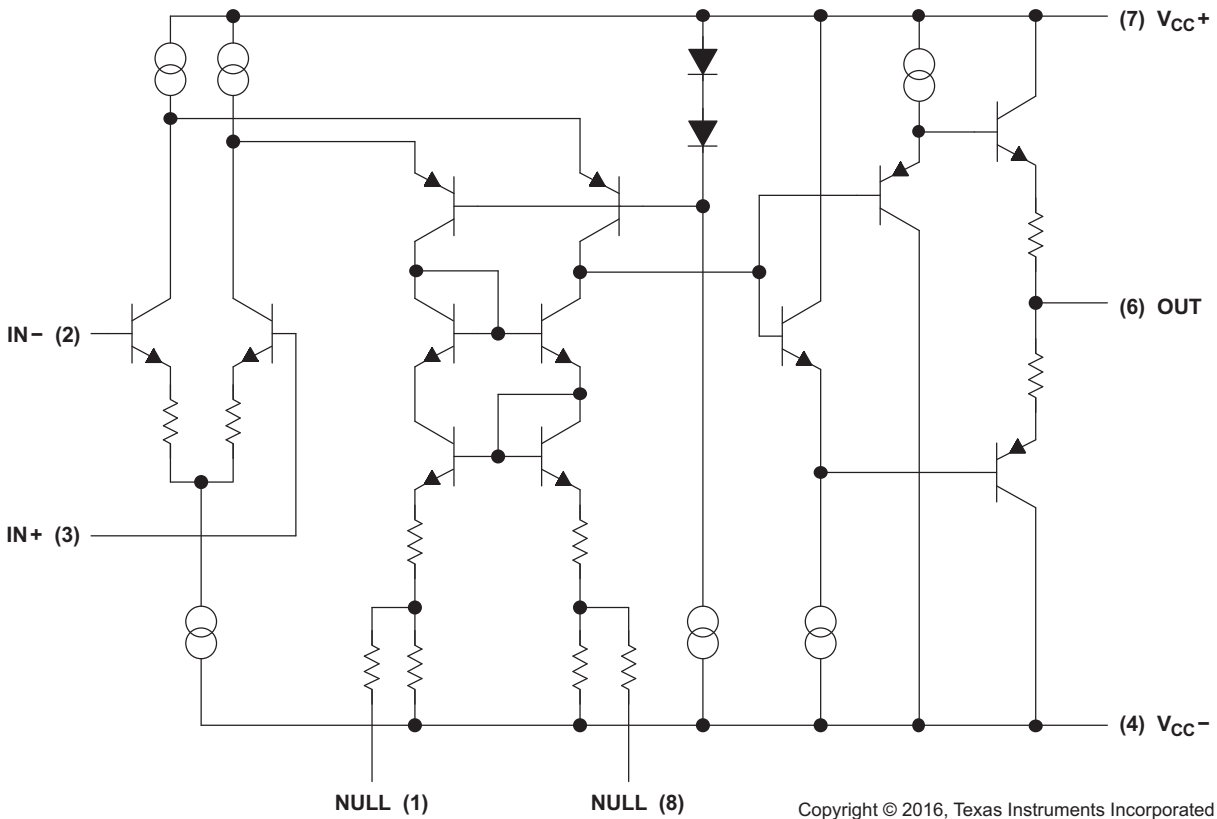 (7) VCC+
IN− (2)
(6) OUT
IN+ (3)
(4) VCC−
NULL (1)
NULL (8)
Copyright © 2016, Texas Instruments Incorporated